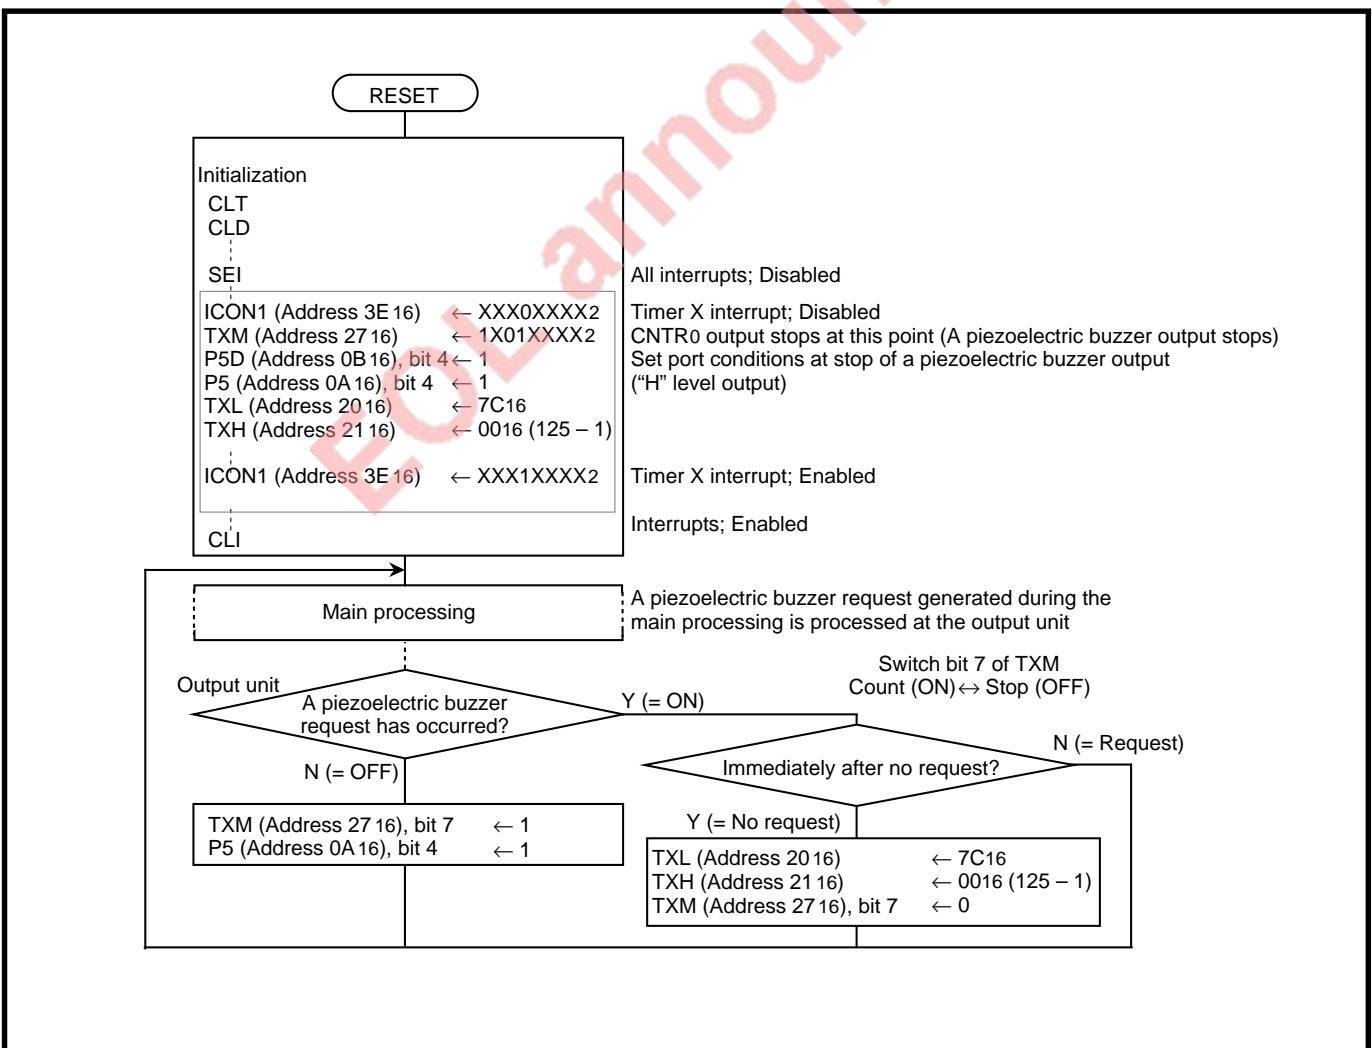 EOL announ
RESET
Initialization
CLT
CLD
SEI
All interrupts; Disabled
ICON1 (Address 3E16) ← XXX0XXXX2
Timer X interrupt; Disabled
TXM (Address 2716) ← 1X01XXXX2
CNTR0 output stops at this point (A piezoelectric buzzer output stops)
P5D (Address 0B16), bit 4 ← 1
Set port conditions at stop of a piezoelectric buzzer output
P5 (Address 0A16), bit 4 ← 1
(“H” level output)
TXL (Address 2016) ← 7C16
TXH (Address 2116) ← 0016 (125 – 1)
ICON1 (Address 3E16) ← XXX1XXXX2
Timer X interrupt; Enabled
Interrupts; Enabled
CLI
Main processing
A piezoelectric buzzer request generated during the
main processing is processed at the output unit
Switch bit 7 of TXM
Count (ON) ↔ Stop (OFF)
Output unit
A piezoelectric buzzer
request has occurred?
Y (= ON)
N (= OFF)
Immediately after no request?
N (= Request)
Y (= No request)
TXM (Address 2716), bit 7 ← 1
P5 (Address 0A16), bit 4 ← 1
TXL (Address 2016) ← 7C16
TXH (Address 2116) ← 0016 (125 – 1)
TXM (Address 2716), bit 7 ← 0